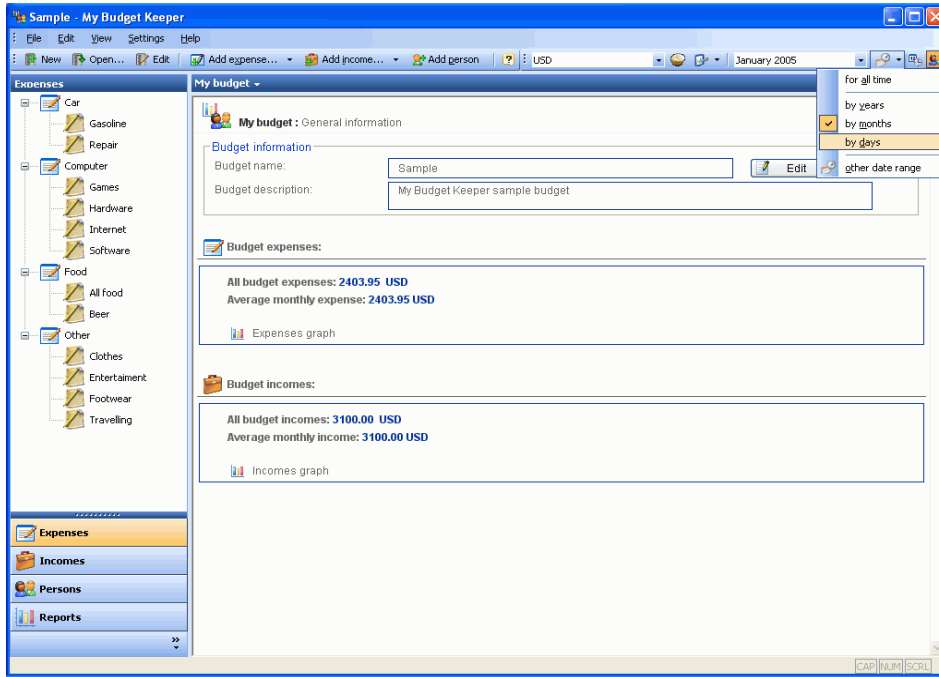 Sample - My Budget Keeper
File Edit View Settings Help
New Open... Edit Add expense... Add income... Add person ? USD January 2005
Expenses
My budget
for all time
by years
by months
by days
other date range
Car
Gasoline
Repair
Computer
Games
Hardware
Internet
Software
Food
All food
Beer
Other
Clothes
Entertaiment
Footwear
Travelling
My budget : General information
Budget information
Budget name: Sample Edit
Budget description: My Budget Keeper sample budget
Budget expenses:
All budget expenses: 2403.95 USD
Average monthly expense: 2403.95 USD
Expenses graph
Budget incomes:
All budget incomes: 3100.00 USD
Average monthly income: 3100.00 USD
Incomes graph
Expenses
Incomes
Persons
Reports
CAP NUM SCRL